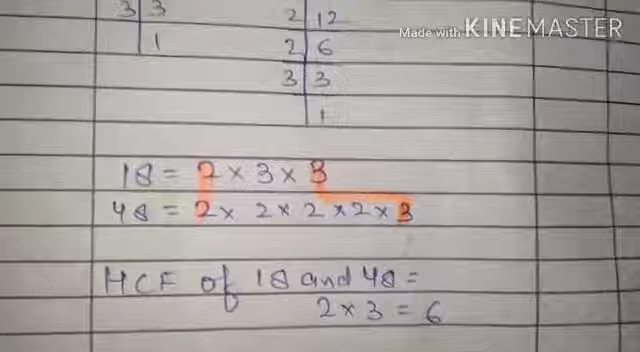 3 3
2 12
Made with KINEMASTER
1
2 6
3 3
1
18 = 2 × 3 × 3
48 = 2 × 2 × 2 × 2 × 3
HCF of 18 and 48 =
2 × 3 = 6